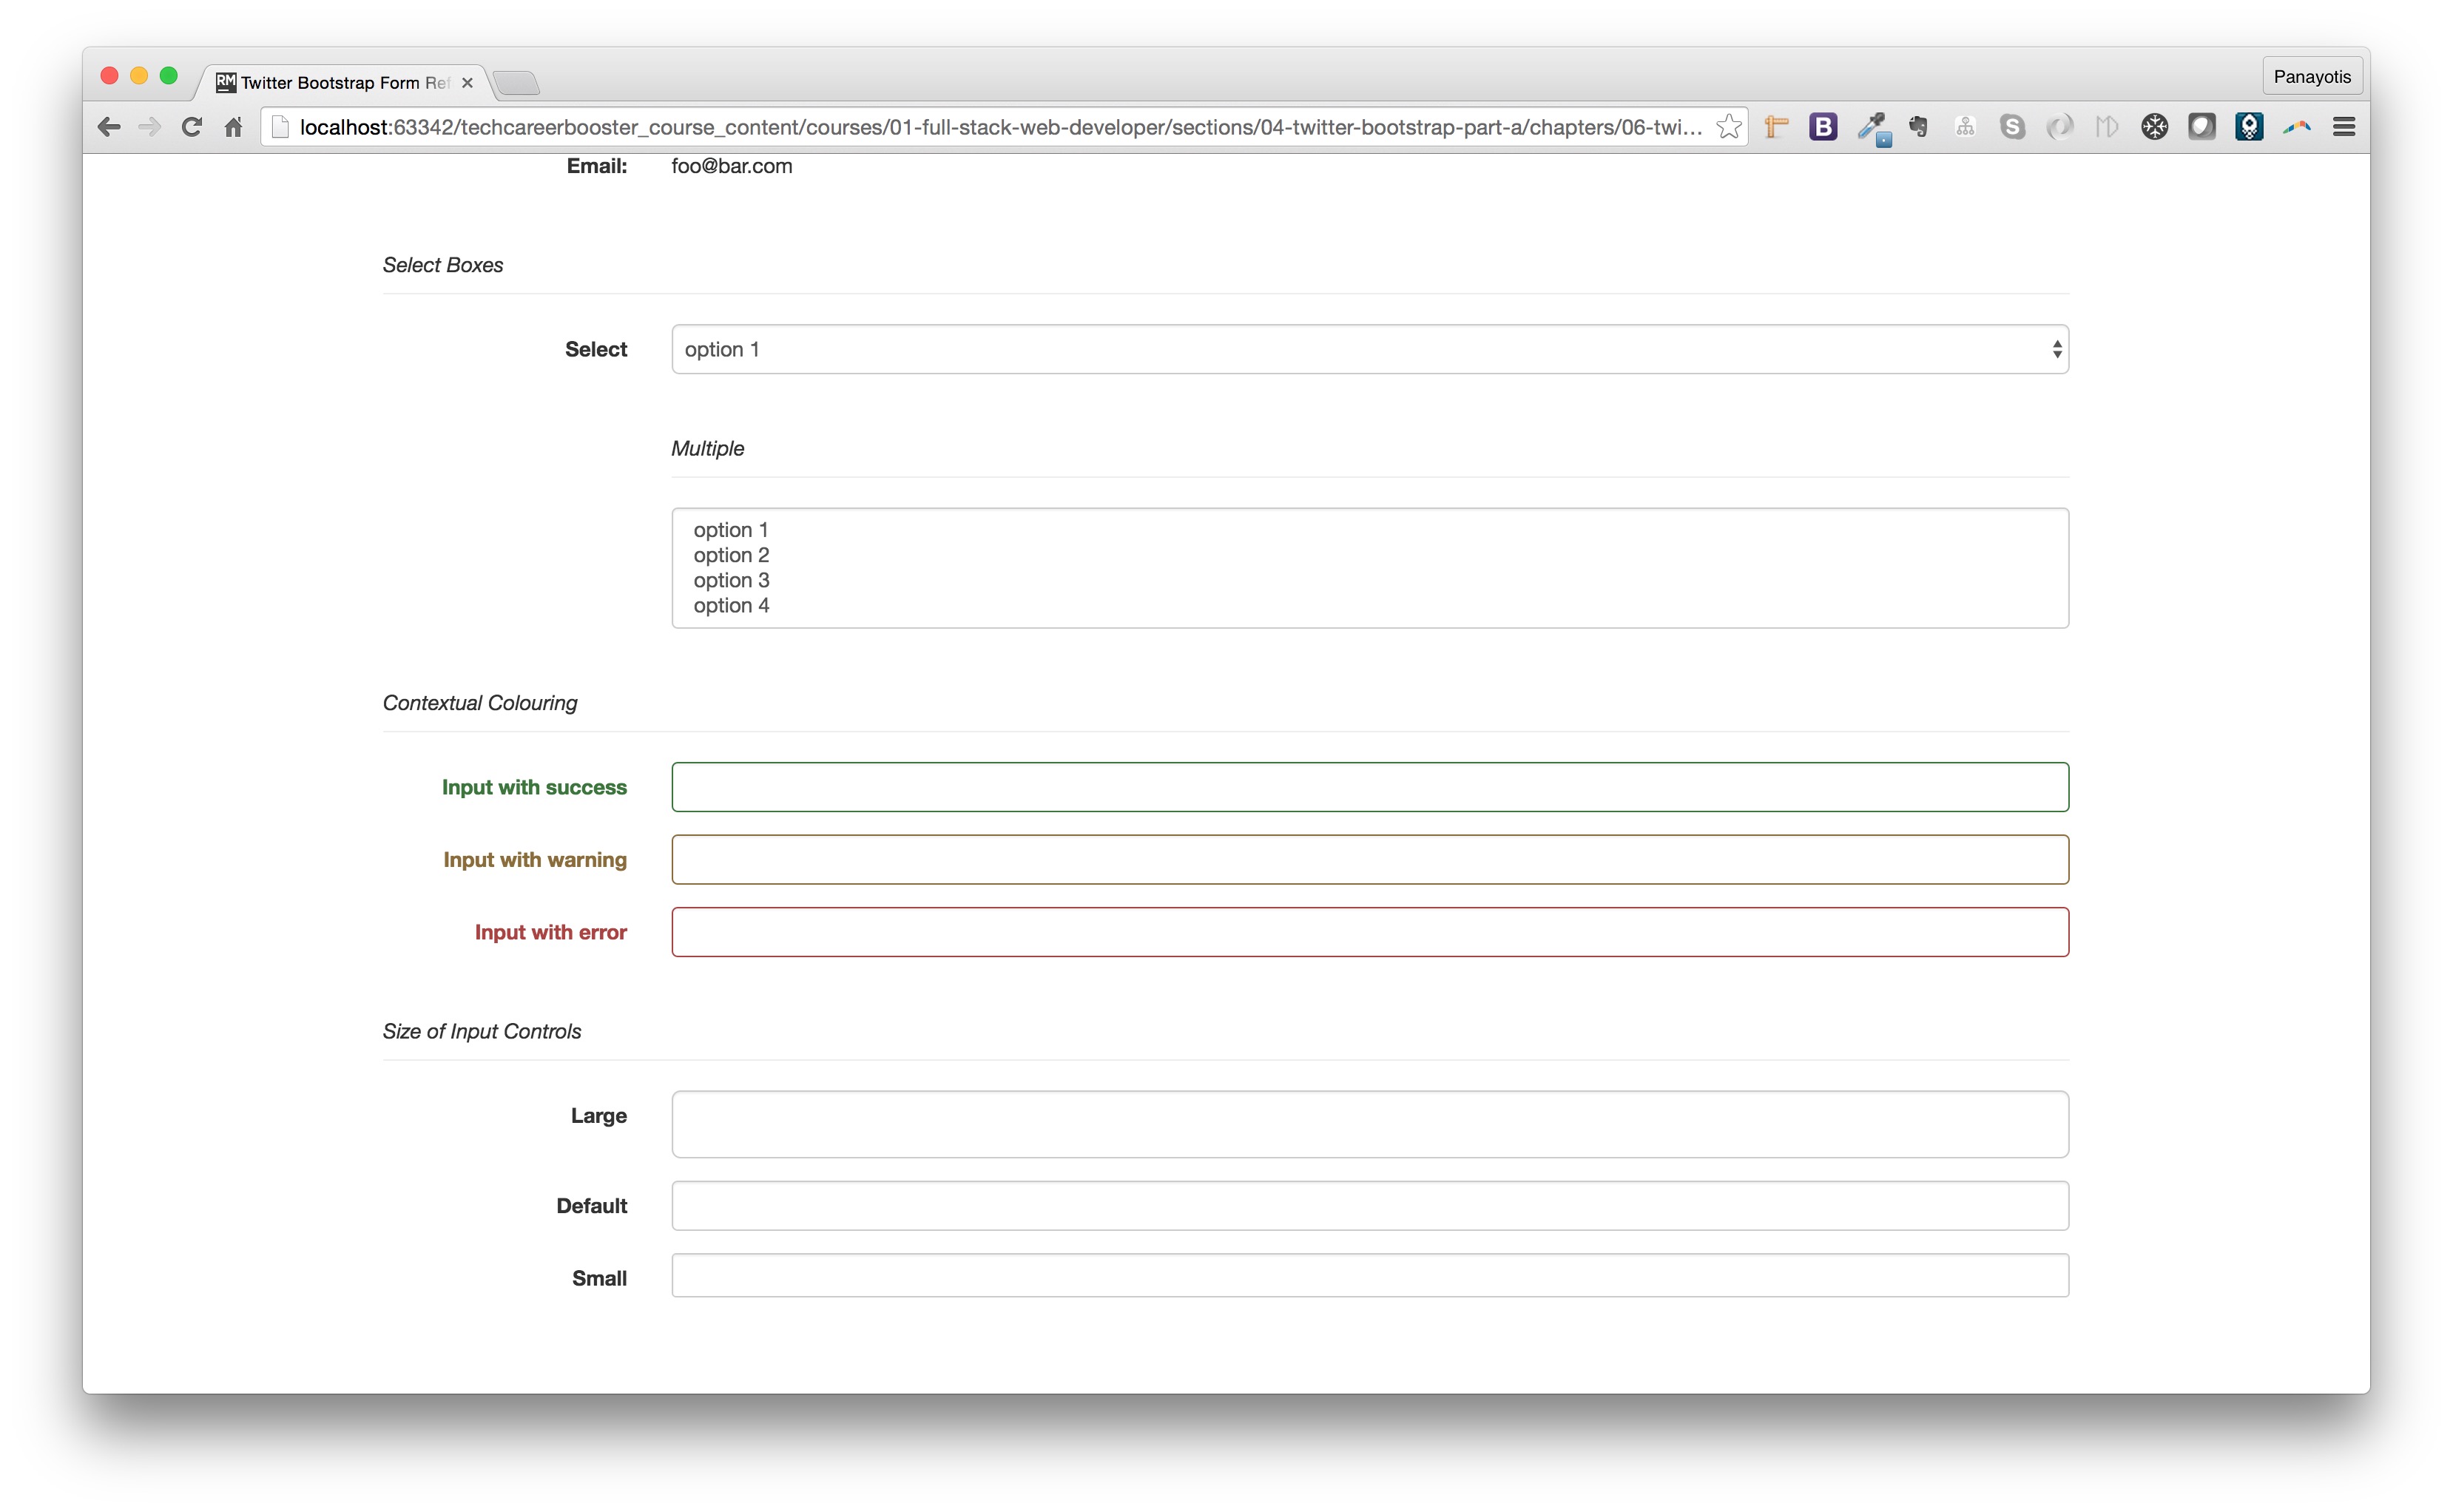 RM Twitter Bootstrap Form Ref
Panayotis
localhost:63342/techcareerbooster_course_content/courses/01-full-stack-web-developer/sections/04-twitter-bootstrap-part-a/chapters/06-twi...
Email: foo@bar.com
Select Boxes
Select option 1
Multiple
option 1
option 2
option 3
option 4
Contextual Colouring
Input with success
Input with warning
Input with error
Size of Input Controls
Large
Default
Small